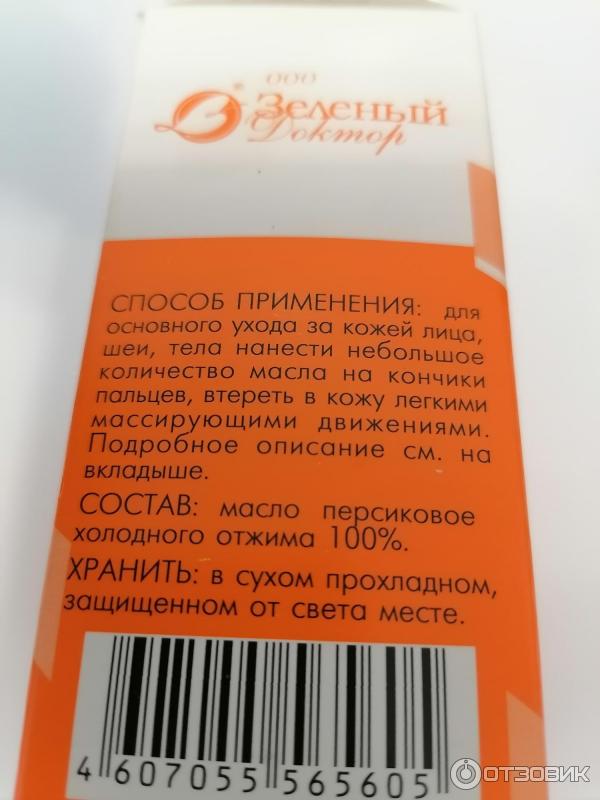 ООО
Зеленый
Доктор
СПОСОБ ПРИМЕНЕНИЯ: для
основного ухода за кожей лица,
шеи, тела нанести небольшое
количество масла на кончики
пальцев, втереть в кожу легкими
массирующими движениями.
Подробное описание см. на
вкладыше.
СОСТАВ: масло персиковое
холодного отжима 100%.
ХРАНИТЬ: в сухом прохладном,
защищенном от света месте.
4 607055 565605
ОТЗОВИК